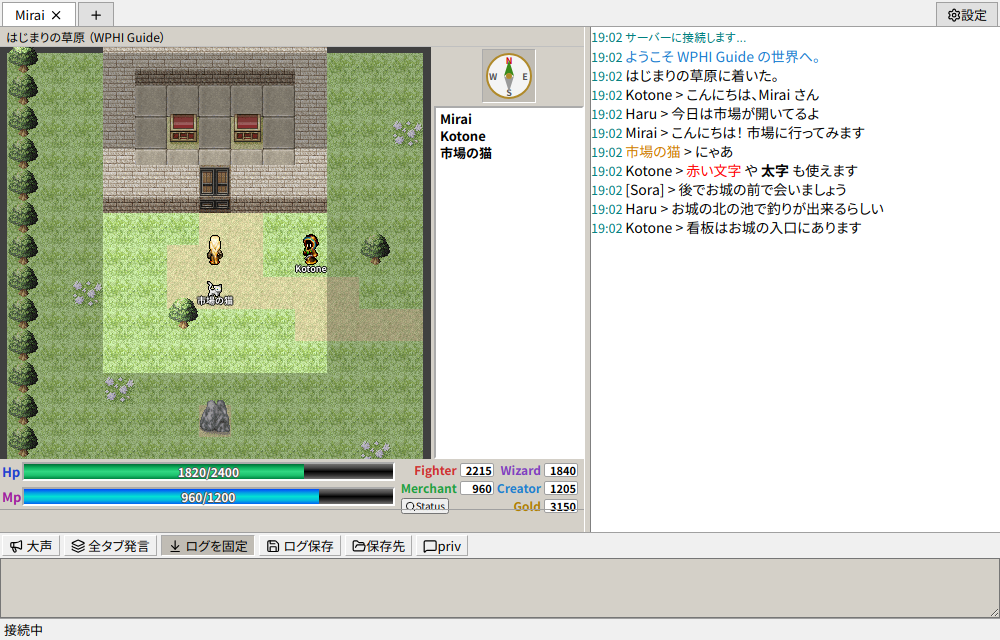 Mirai
+
設定
はじまりの草原 (WPHI Guide)
N
W E
S
Mirai
Kotone
市場の猫
Kotone
市場の猫
Hp 1820/2400
Mp 960/1200
Fighter 2215 Wizard 1840
Merchant 960 Creator 1205
Status Gold 3150
19:02 サーバーに接続します...
19:02 ようこそ WPHI Guide の世界へ。
19:02 はじまりの草原に着いた。
19:02 Kotone > こんにちは、Mirai さん
19:02 Haru > 今日は市場が開いてるよ
19:02 Mirai > こんにちは! 市場に行ってみます
19:02 市場の猫 > にゃあ
19:02 Kotone > 赤い文字 や 太字 も使えます
19:02 [Sora] > 後でお城の前で会いましょう
19:02 Haru > お城の北の池で釣りが出来るらしい
19:02 Kotone > 看板はお城の入口にあります
大声 全タブ発言 ログを固定 ログ保存 保存先 priv
接続中